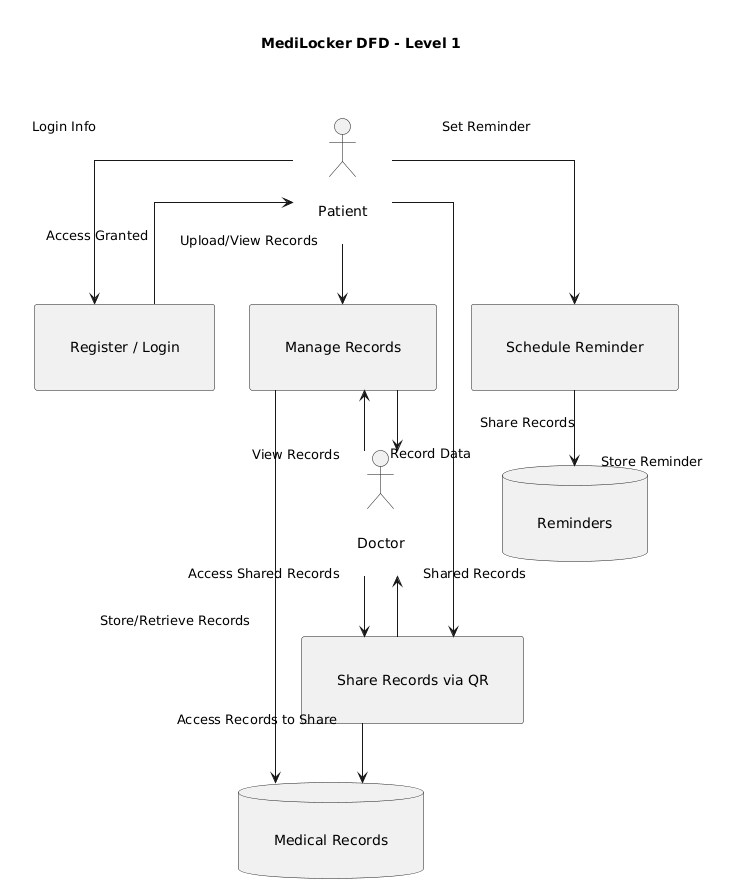 MediLocker DFD - Level 1
Login Info
Set Reminder
Patient
Access Granted
Upload/View Records
Register / Login
Manage Records
Schedule Reminder
Share Records
View Records
Record Data
Store Reminder
Reminders
Doctor
Access Shared Records
Shared Records
Store/Retrieve Records
Share Records via QR
Access Records to Share
Medical Records